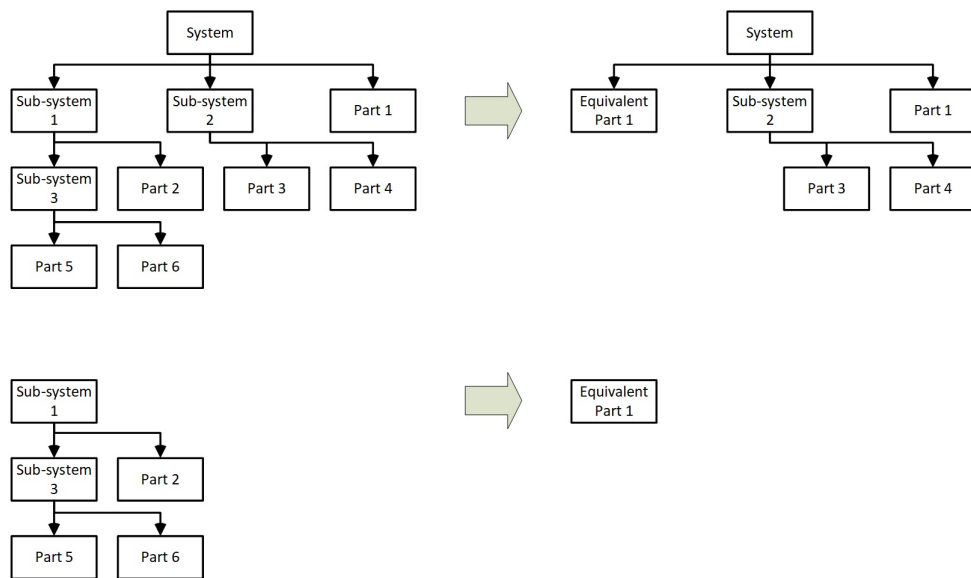 System
System
Sub-system
1
Sub-system
2
Part 1
Equivalent
Part 1
Sub-system
2
Part 1
Sub-system
3
Part 2
Part 3
Part 4
Part 3
Part 4
Part 5
Part 6
Sub-system
1
Equivalent
Part 1
Sub-system
3
Part 2
Part 5
Part 6